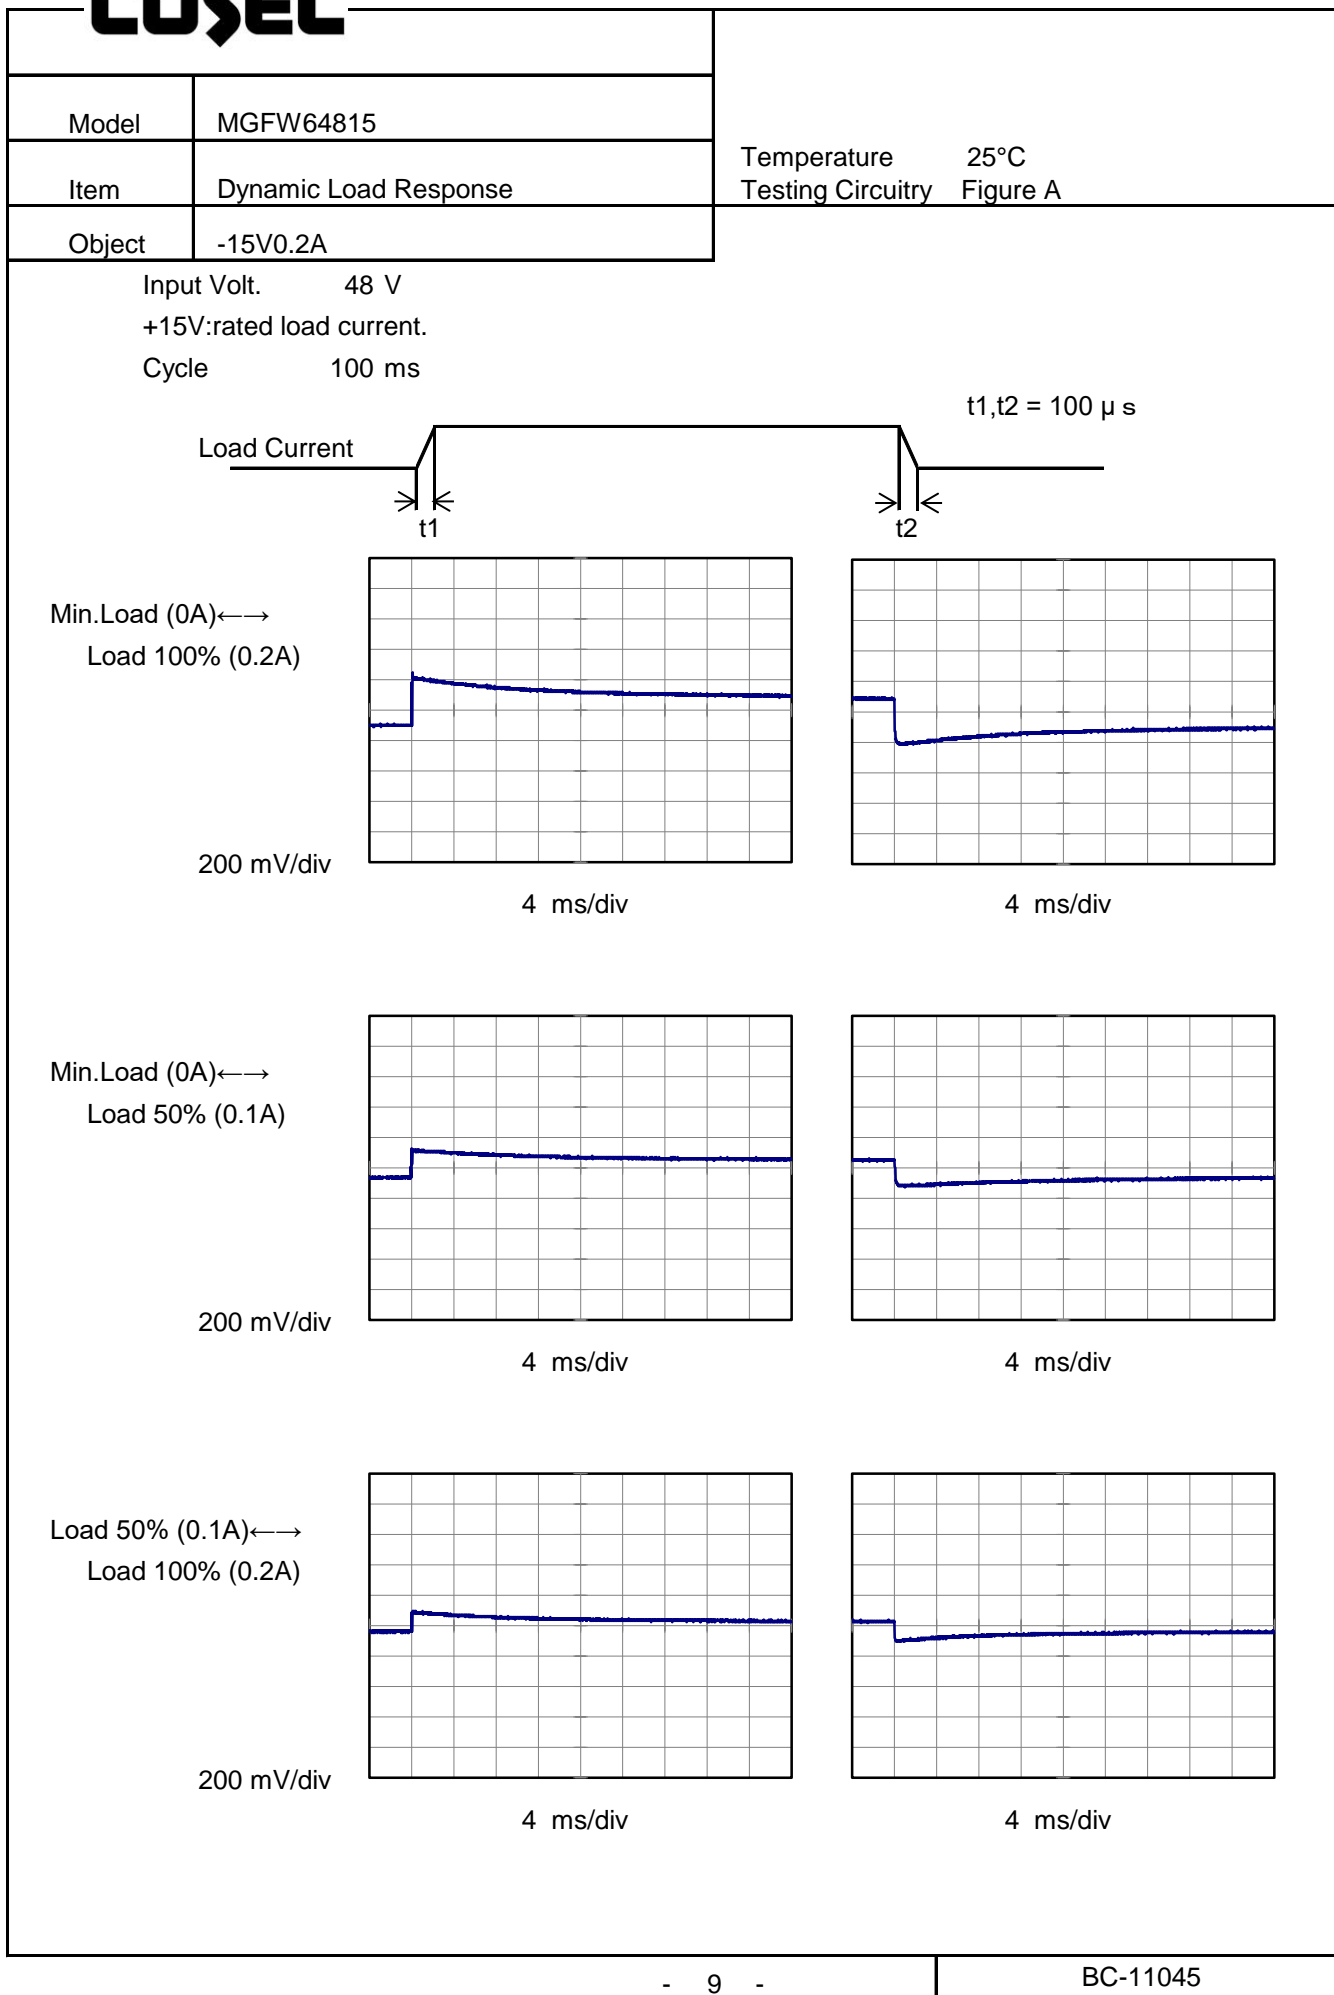 COSEL
Model MGFW64815
Temperature 25°C
Item Dynamic Load Response Testing Circuitry Figure A
Object -15V0.2A
Input Volt. 48 V
+15V:rated load current.
Cycle 100 ms
t1,t2 = 100 μｓ
Load Current
t1 t2
Min.Load (0A)←→
Load 100% (0.2A)
200 mV/div
4 ms/div 4 ms/div
Min.Load (0A)←→
Load 50% (0.1A)
200 mV/div
4 ms/div 4 ms/div
Load 50% (0.1A)←→
Load 100% (0.2A)
200 mV/div
4 ms/div 4 ms/div
- 9 - BC-11045